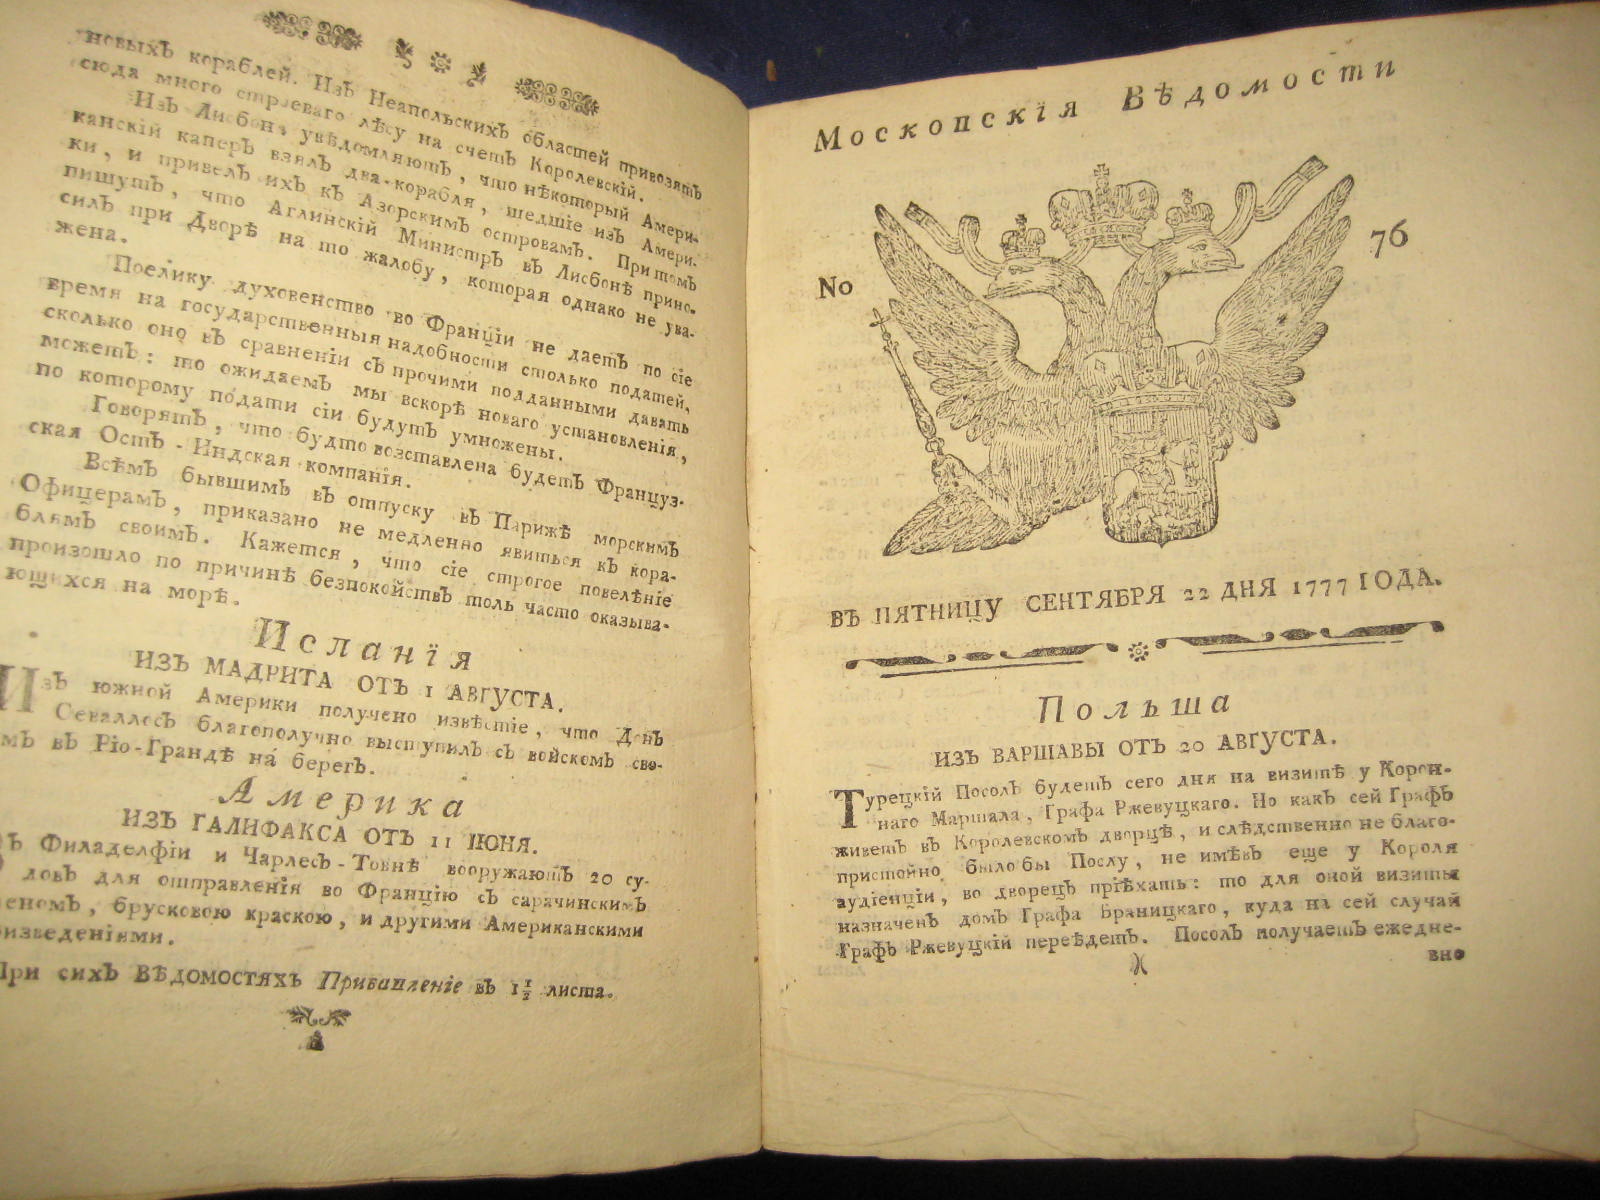 новыхЪ кораблей. ИзЪ НеапольскихЪ областей привозятЪ
сюда много строеваго лѣсу на счетЪ Королевскій.
ИзЪ Лисбоны увѣдомляютЪ, что нѣкоторый Амери-
канскій каперЪ взялЪ два корабля, шедшіе изЪ Амери-
ки, и привелЪ ихЪ кЪ АзорскимЪ островамЪ. При томЪ
пишутЪ, что Аглинскій МинистрЪ вЪ Лисбонѣ прино-
силЪ при Дворѣ на то жалобу, которая однако не ува-
жена.
Поелику духовенство во Франціи не даетЪ по сіе
время на государственныя надобности столько податей,
сколько оно вЪ сравненіи сЪ прочими подданными давать
можетЪ: то ожидаемЪ мы вскорѣ новаго установленія,
по которому подати сіи будутЪ умножены.
ГоворятЪ, что будто возставлена будетЪ Француз-
ская ОстЪ-Индская компанія.
ВсѣмЪ бывшимЪ вЪ отпуску вЪ Парижѣ морскимЪ
ОфицерамЪ, приказано не медленно явиться кЪ кора-
блямЪ своимЪ. Кажется, что сіе строгое повелѣніе
произошло по причинѣ безпокойствЪ толь часто оказыва-
ющихся на морѣ.
Испанїя
ИЗЪ МАДРИТА ОТЪ 1 АВГУСТА.
ИзЪ южной Америки получено извѣстіе, что ДонЪ
СеваллосЪ благополучно выступилЪ сЪ войскомЪ сво-
имЪ вЪ Ріо-Грандѣ на берегЪ.
Америка
ИЗЪ ГАЛИФАКСА ОТЪ 11 ІЮНЯ.
ВЪ Филаделфіи и ЧарлесЪ-Товнѣ вооружаютЪ 20 су-
довЪ для отправленія во Францію сЪ сарачинскимЪ
пшеномЪ, брусковою краскою, и другими Американскими
произведеніями.
При сихЪ ВѢДОМОСТЯХЪ Прибавленіе вЪ 1 1/2 листа.
Московскїя Вѣдомости
No 76
ВЪ ПЯТНИЦУ СЕНТЯБРЯ 22 ДНЯ 1777 ГОДА.
Польша
ИЗЪ ВАРШАВЫ ОТЪ 20 АВГУСТА.
Турецкій ПосолЪ будетЪ сего дня на визитѣ у Корон-
наго Маршала, Графа Ржевуцкаго. Но какЪ сей ГрафЪ
живетЪ вЪ КоролевскомЪ дворцѣ, и слѣдственно не благо-
пристойно было бы Послу, не имѣвЪ еще у Короля
аудіенціи, во дворецЪ пріѣхать: то для оной визиты
назначенЪ домЪ Графа Браницкаго, куда на сей случай
ГрафЪ Ржевуцкій переѣдетЪ. ПосолЪ получаетЪ ежедне-
)( вно